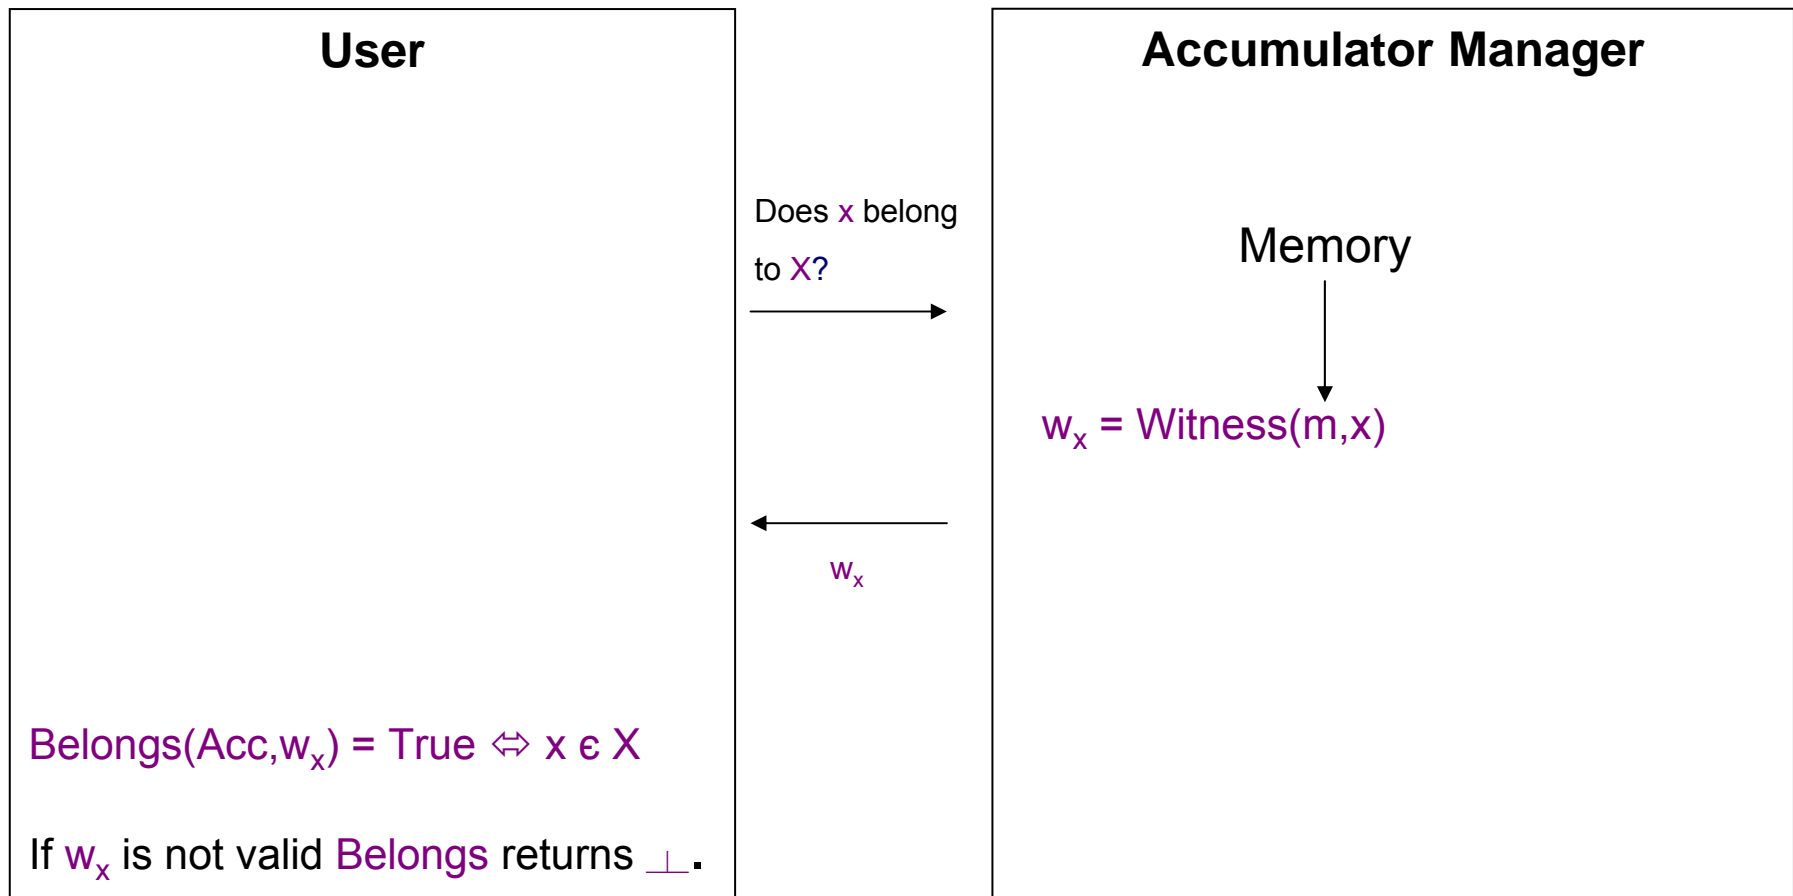 User
Accumulator Manager
Does x belong
to X?
Memory
wₓ = Witness(m,x)
wₓ
Belongs(Acc,wₓ) = True ⇔ x є X
If wₓ is not valid Belongs returns ⊥.